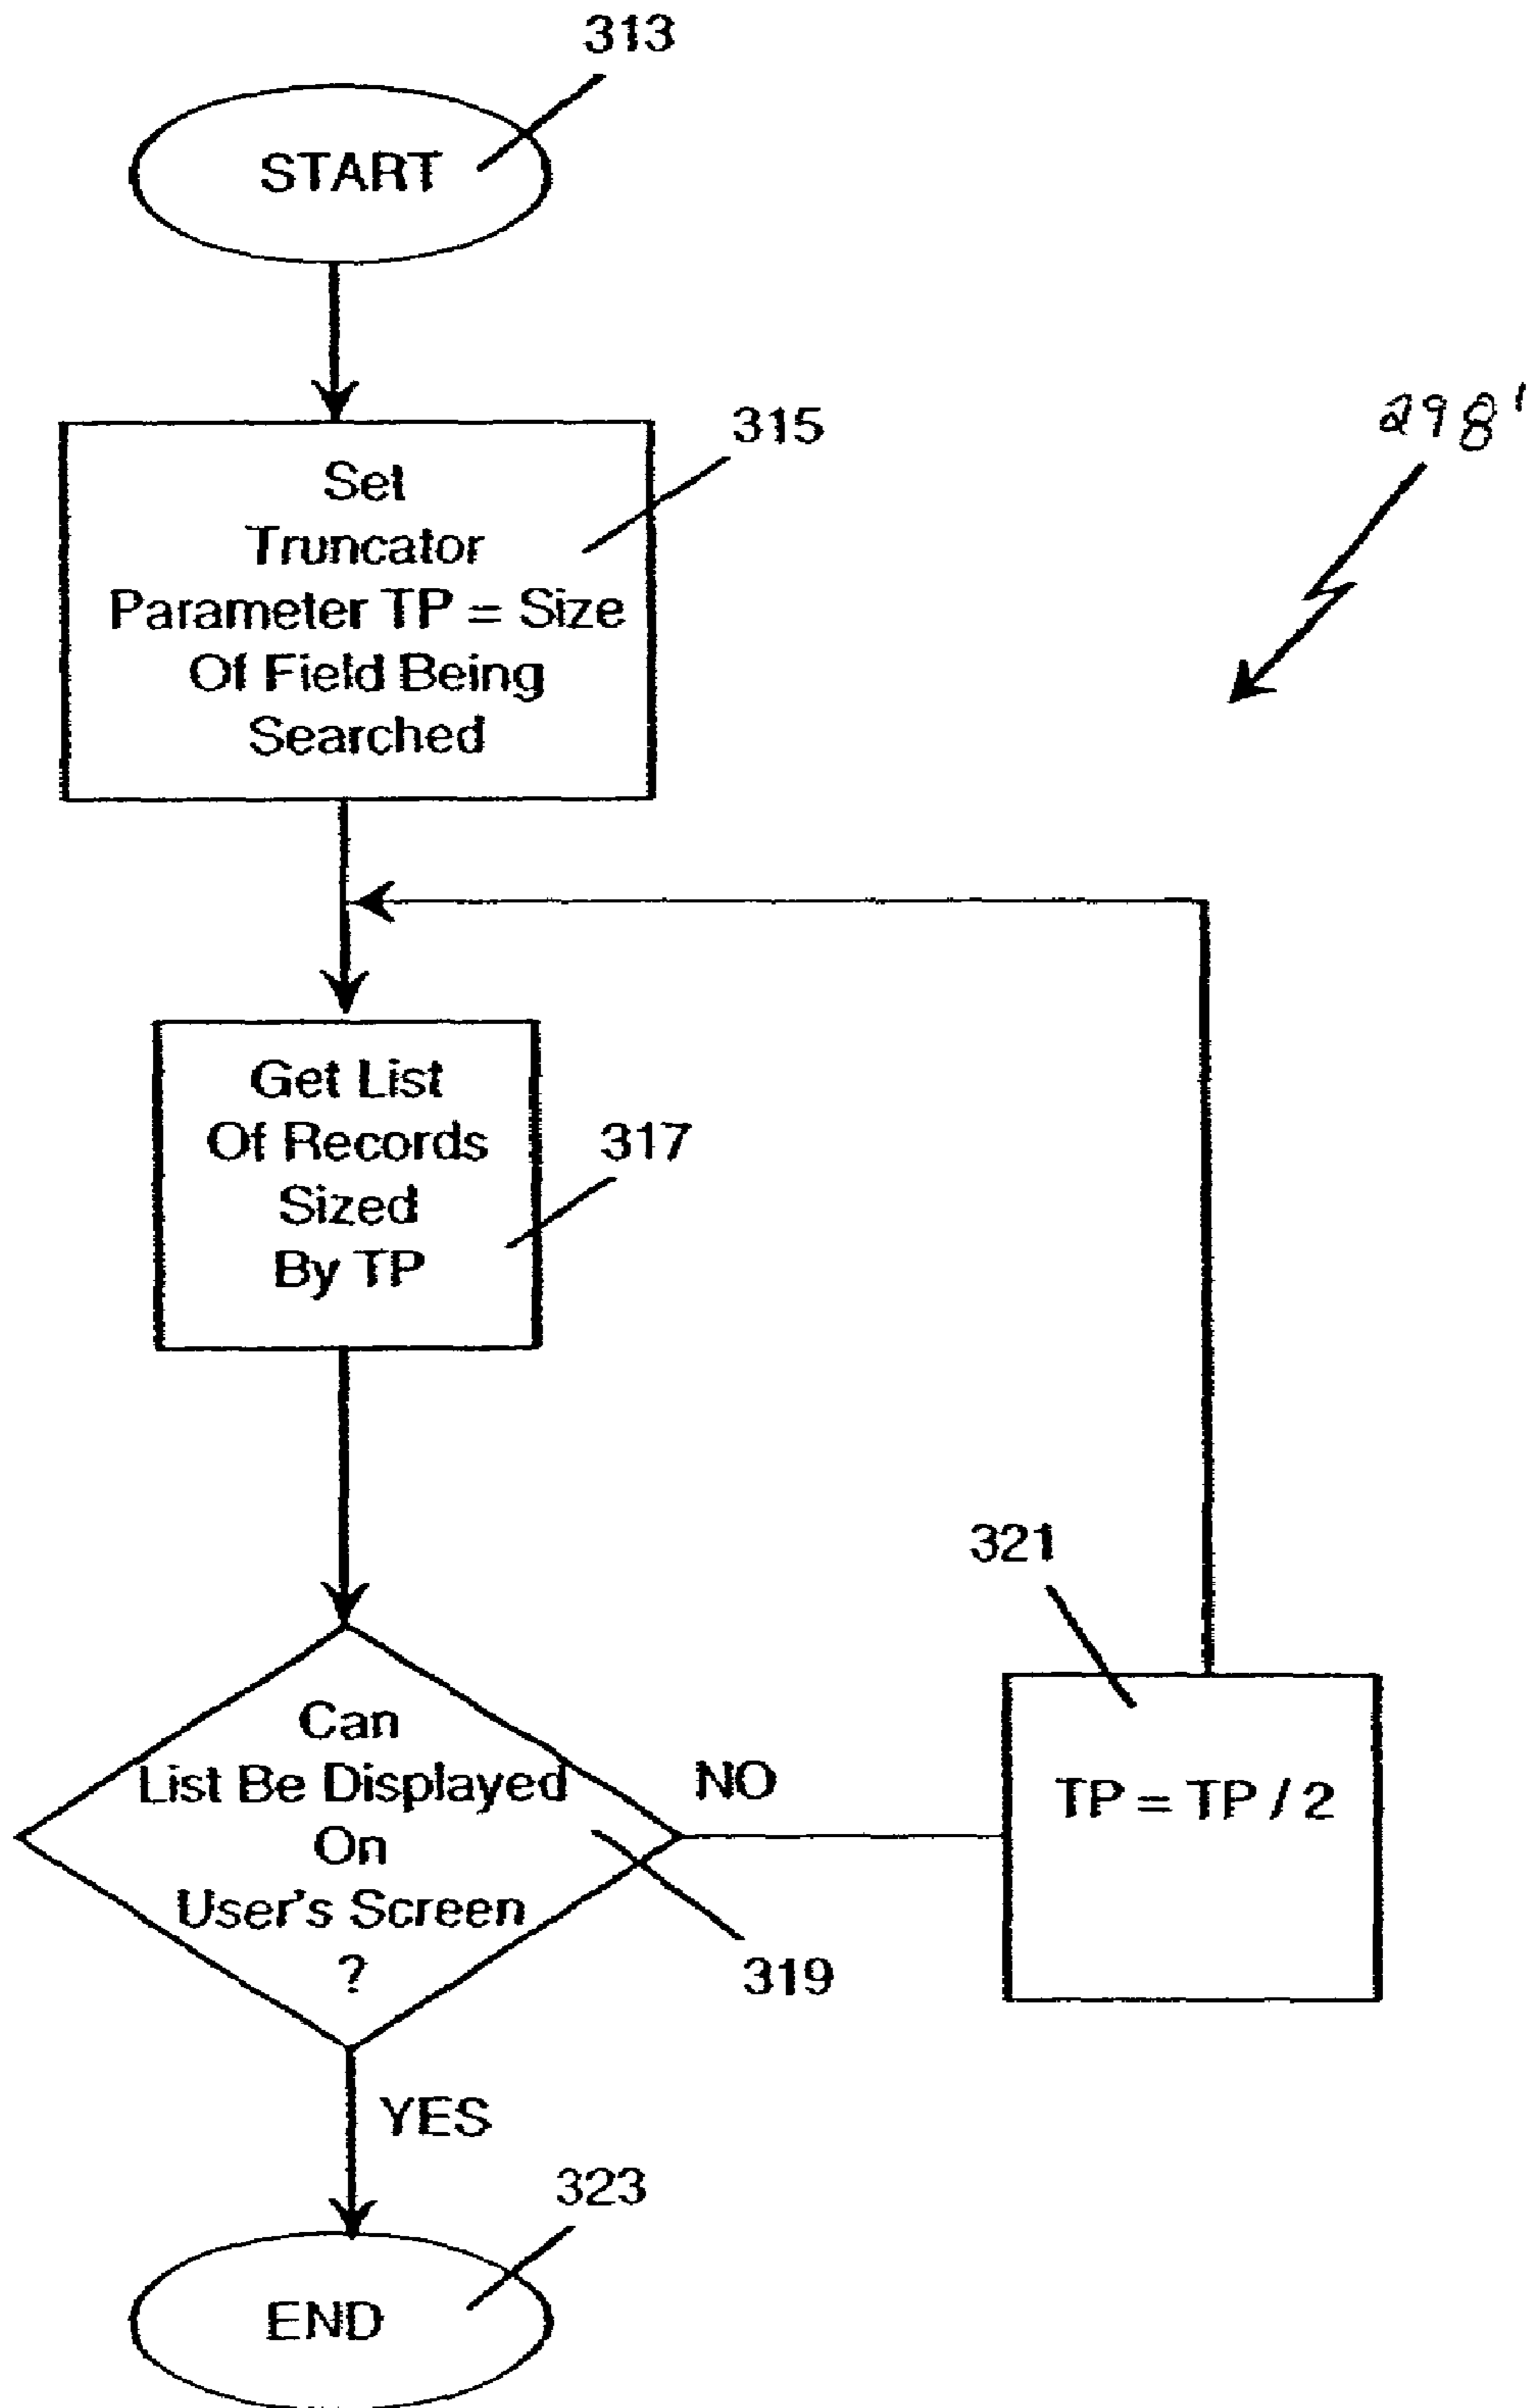 313
START
298'
315
Set
Truncator
Parameter TP = Size
Of Field Being
Searched
Get List
Of Records
Sized
By TP
317
321
Can
List Be Displayed
On
User's Screen
?
NO
TP = TP / 2
319
YES
323
END